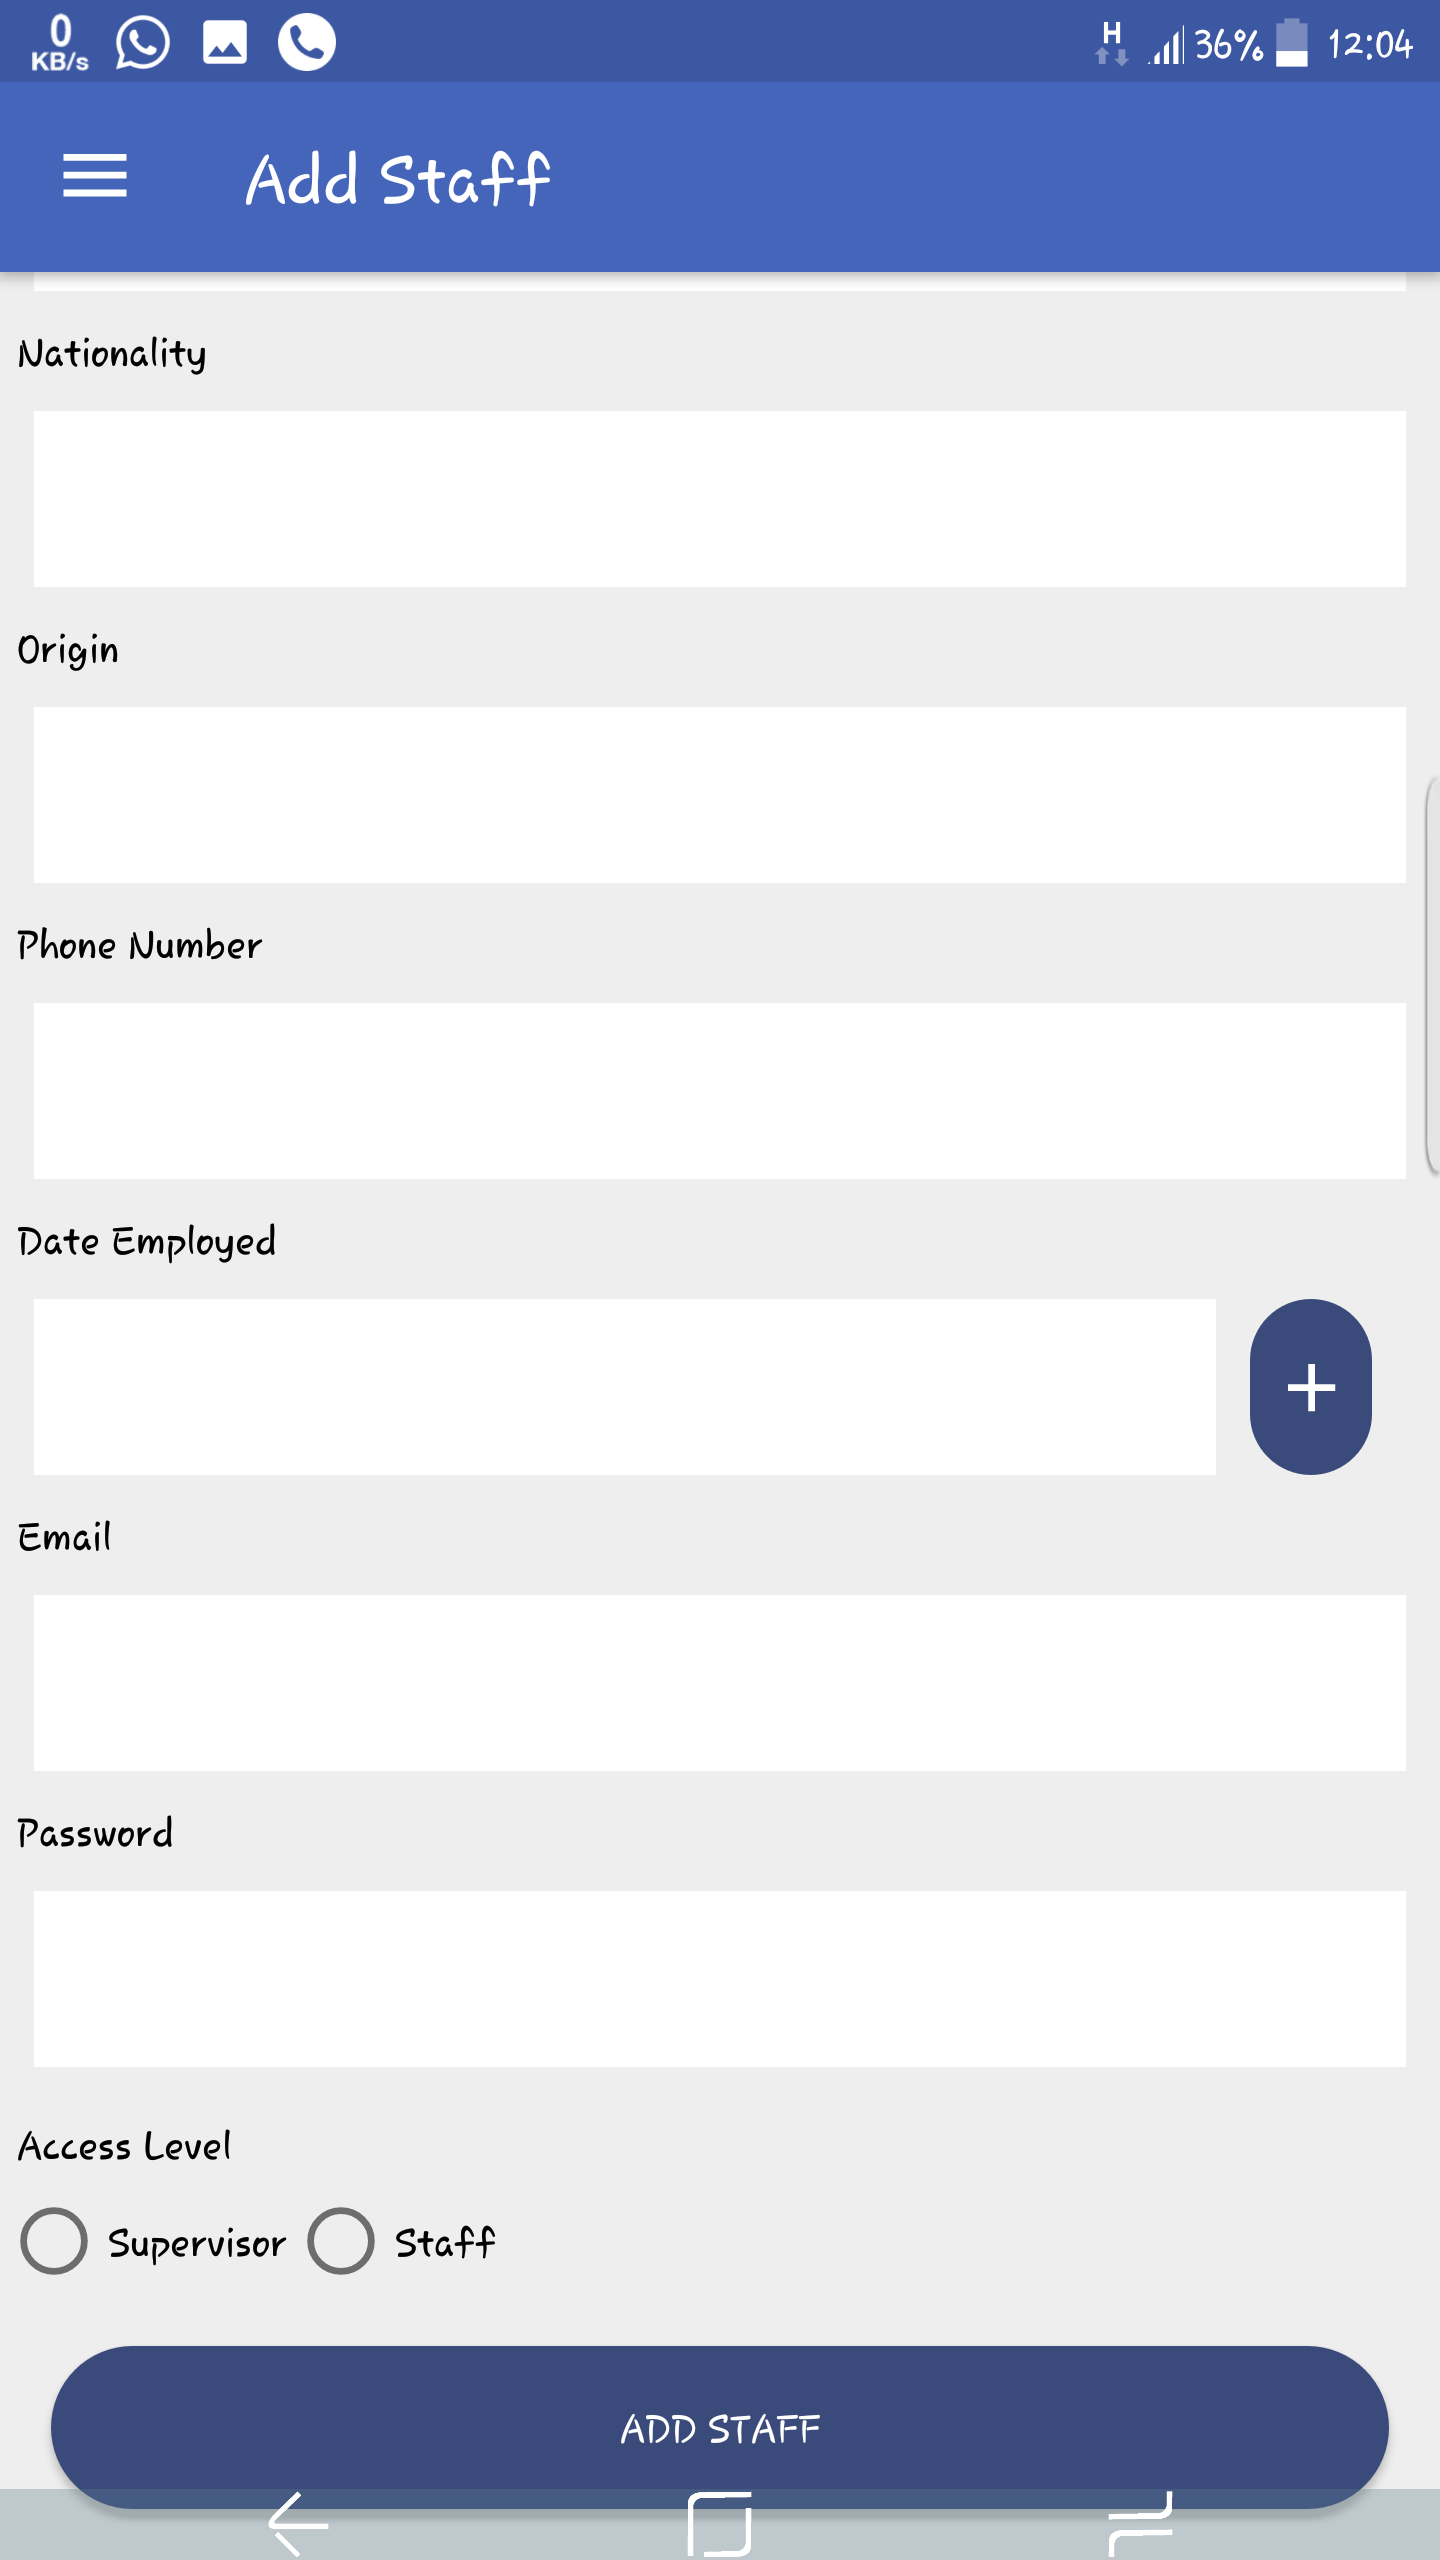 0
KB/s
H
36%
12:04
Add Staff
Nationality
Origin
Phone Number
Date Employed
+
Email
Password
Access Level
Supervisor Staff
ADD STAFF